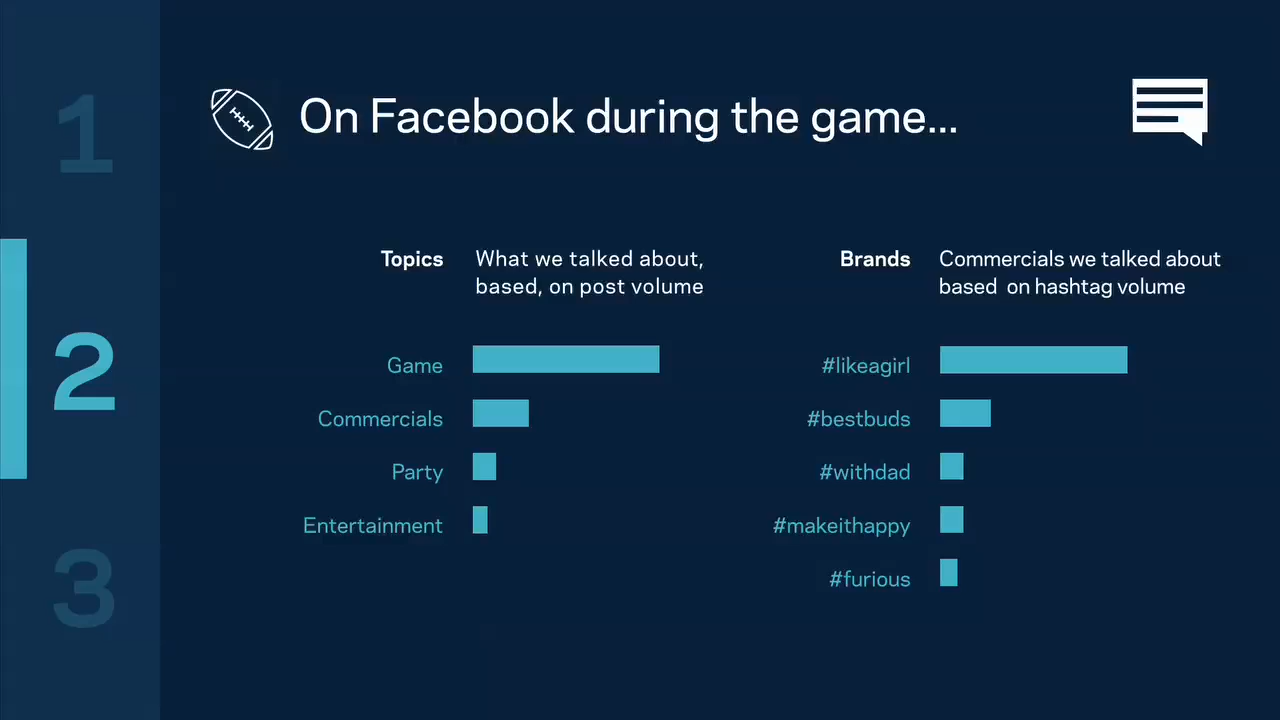 1
2
3
On Facebook during the game...
Topics
What we talked about,
based, on post volume
Game
Commercials
Party
Entertainment
Brands
Commercials we talked about
based on hashtag volume
#likeagirl
#bestbuds
#withdad
#makeithappy
#furious